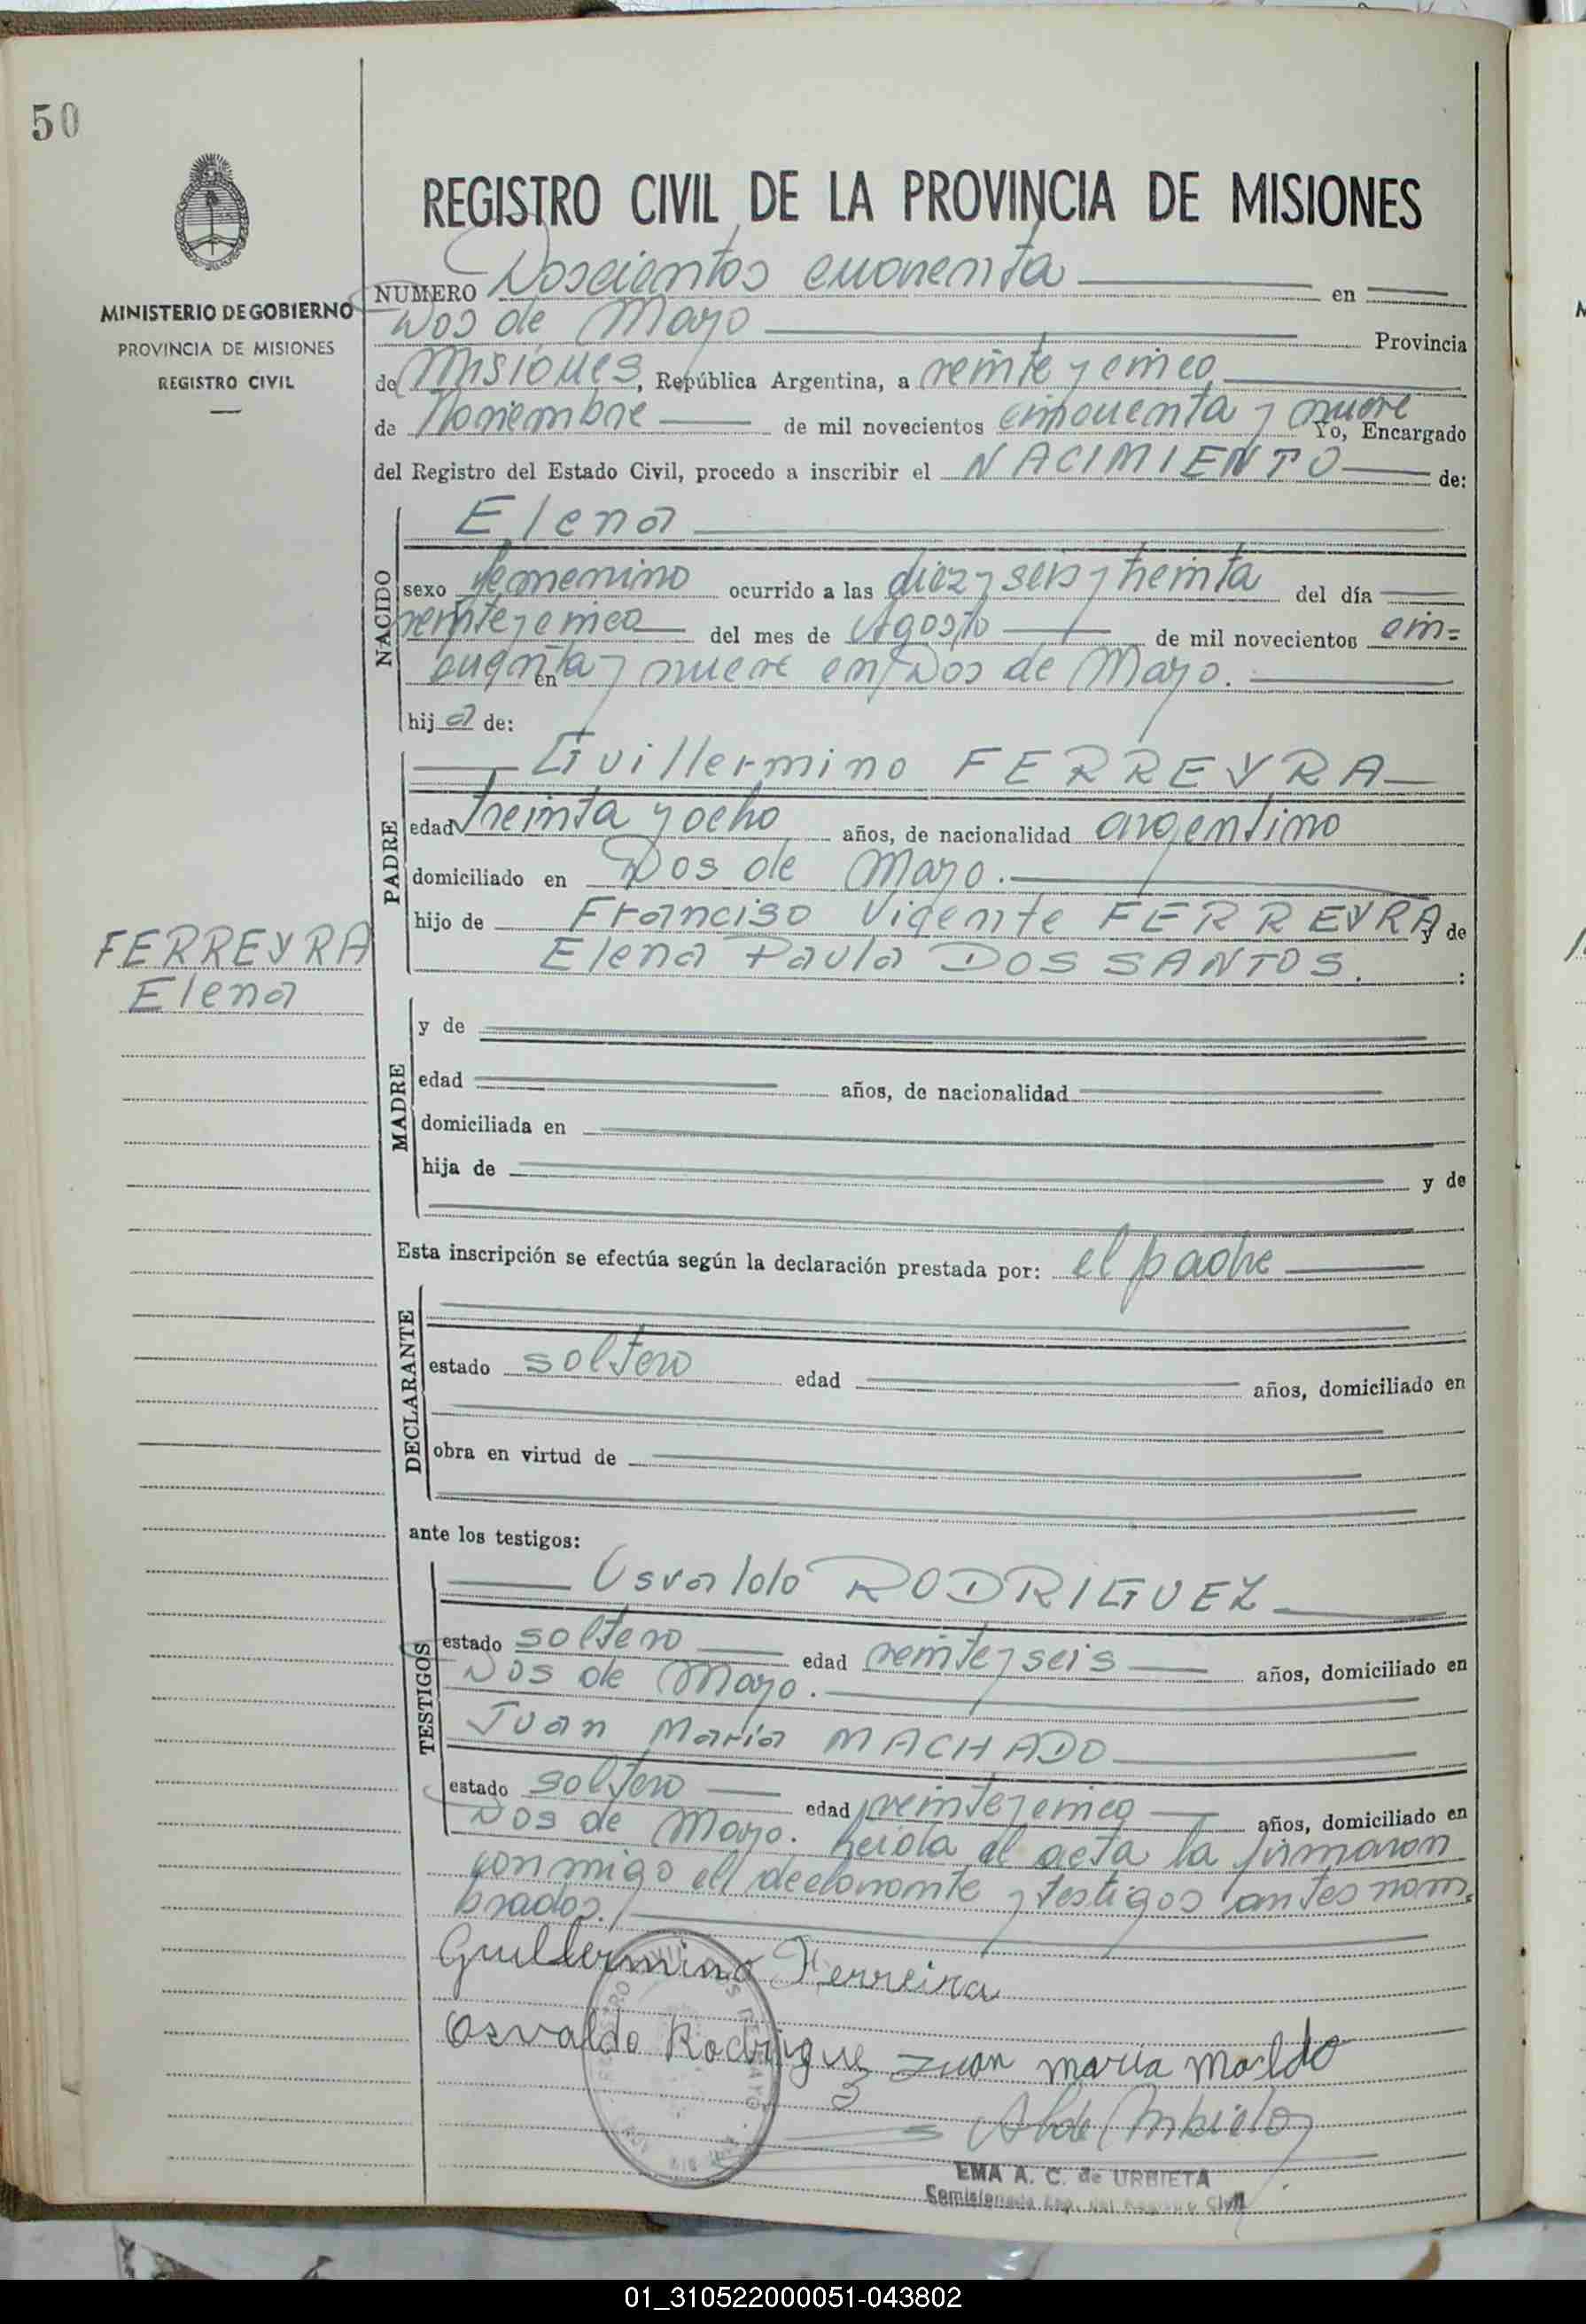 50
MINISTERIO DE GOBIERNO
PROVINCIA DE MISIONES
REGISTRO CIVIL
REGISTRO CIVIL DE LA PROVINCIA DE MISIONES
NUMERO Doscientos cuarenta en
Dos de Mayo Provincia
de Misiones, República Argentina, a veinte y cinco
de Noviembre de mil novecientos cincuenta y nueve Yo, Encargado
del Registro del Estado Civil, procedo a inscribir el NACIMIENTO de:
NACIDO
Elena
sexo femenino ocurrido a las diez y seis y treinta del día
veinte y cinco del mes de Agosto de mil novecientos cin=
cuenta y nueve en en Dos de Mayo.
hija de:
PADRE
Guillermino FERREYRA
edad treinta y ocho años, de nacionalidad argentino
domiciliado en Dos de Mayo.
hijo de Franciso Vicente FERREYRA y de
Elena Paula DOS SANTOS.
FERREYRA
Elena
MADRE
y de
edad años, de nacionalidad
domiciliada en
hija de y de
Esta inscripción se efectúa según la declaración prestada por: el padre
DECLARANTE
estado soltero edad años, domiciliado en
obra en virtud de
ante los testigos:
TESTIGOS
Osvaldo RODRIGUEZ
estado soltero edad veinte y seis años, domiciliado en
Dos de Mayo.
Juan Maria MACHADO
estado soltero edad veinte y cinco años, domiciliado en
Dos de Mayo. Leida el acta la firmaron
conmigo el declarante y testigos antes nom=
brados.
Guillermino Ferreira
Osvaldo Rodriguez Juan maria
EMA A. C. de URBIETA
01_310522000051-043802